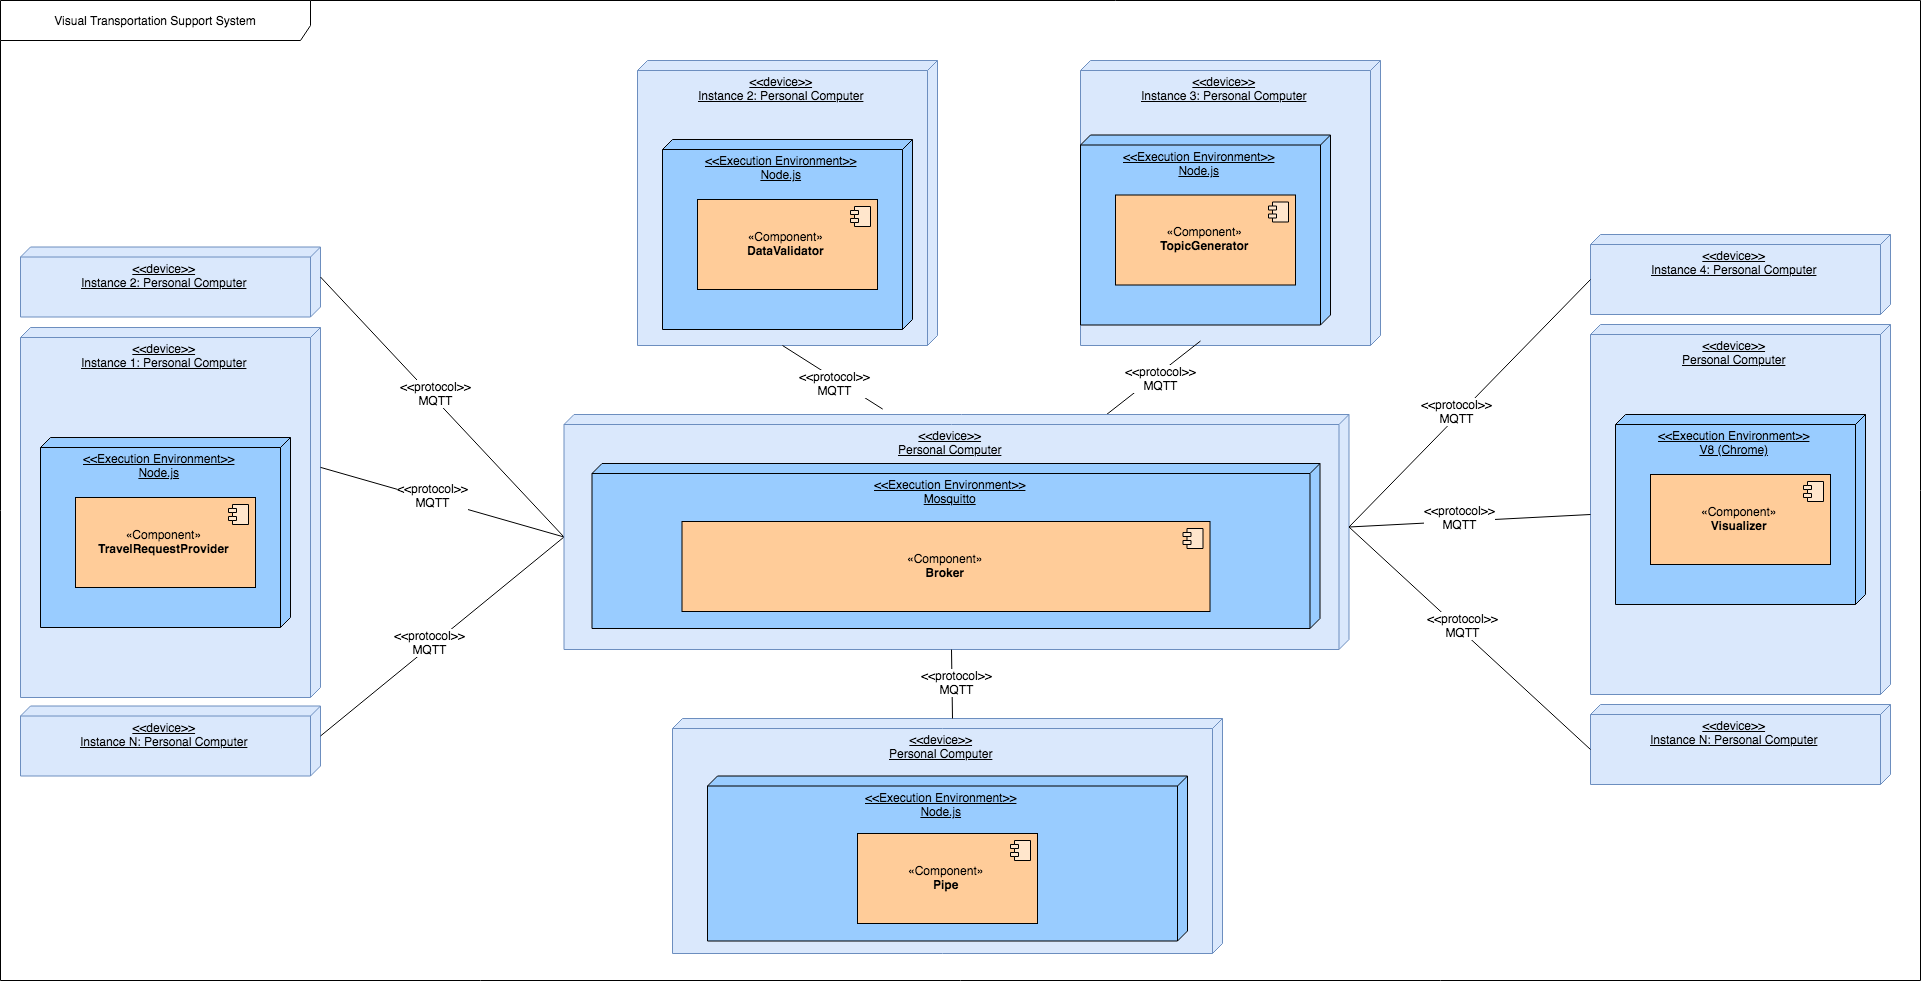 Visual Transportation Support System
<<device>>
Instance 2: Personal Computer
<<Execution Environment>>
Node.js
«Component»
DataValidator
<<device>>
Instance 3: Personal Computer
<<Execution Environment>>
Node.js
«Component»
TopicGenerator
<<device>>
Instance 2: Personal Computer
<<device>>
Instance 1: Personal Computer
<<Execution Environment>>
Node.js
«Component»
TravelRequestProvider
<<device>>
Instance N: Personal Computer
<<protocol>>
MQTT
<<protocol>>
MQTT
<<protocol>>
MQTT
<<protocol>>
MQTT
<<protocol>>
MQTT
<<device>>
Personal Computer
<<Execution Environment>>
Mosquitto
«Component»
Broker
<<protocol>>
MQTT
<<device>>
Personal Computer
<<Execution Environment>>
Node.js
«Component»
Pipe
<<protocol>>
MQTT
<<protocol>>
MQTT
<<protocol>>
MQTT
<<device>>
Instance 4: Personal Computer
<<device>>
Personal Computer
<<Execution Environment>>
V8 (Chrome)
«Component»
Visualizer
<<device>>
Instance N: Personal Computer